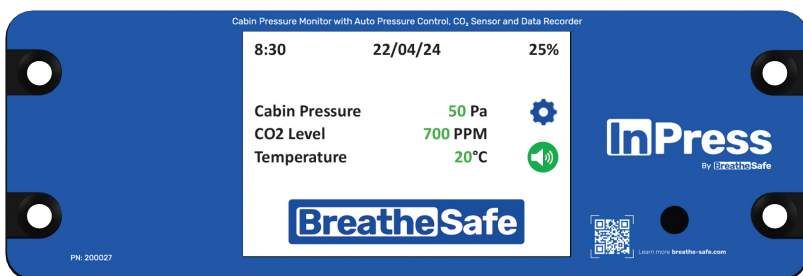 Cabin Pressure Monitor with Auto Pressure Control, CO₂ Sensor and Data Recorder
8:30 22/04/24 25%
Cabin Pressure 50 Pa
CO2 Level 700 PPM
Temperature 20°C
BreatheSafe
InPress
By BreatheSafe
PN: 200027
Learn more breathe-safe.com